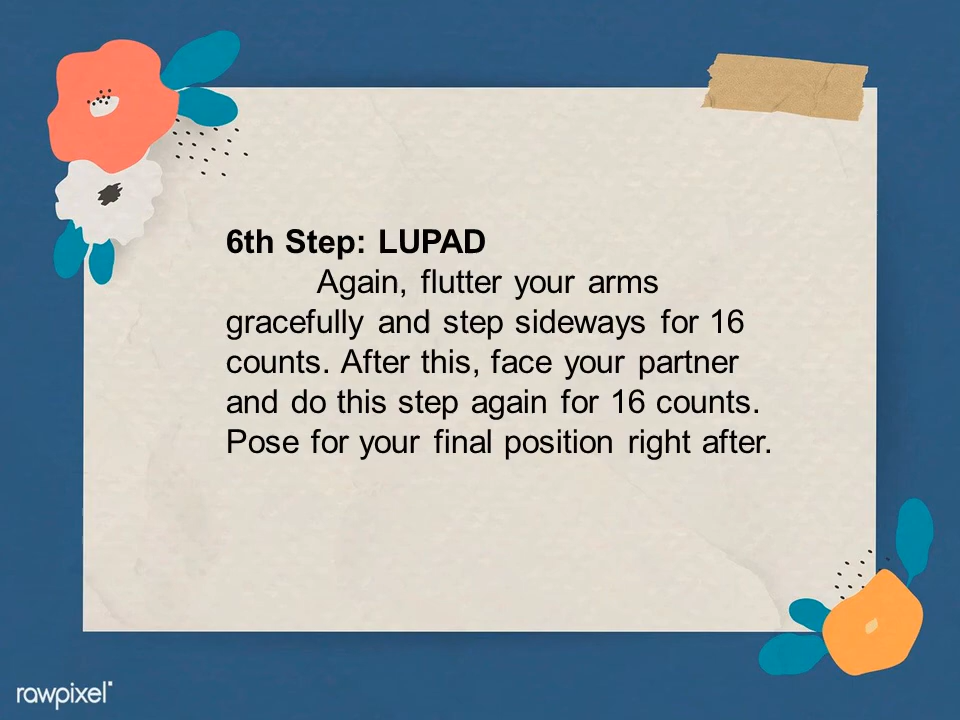 6th Step: LUPAD
Again, flutter your arms
gracefully and step sideways for 16
counts. After this, face your partner
and do this step again for 16 counts.
Pose for your final position right after.
rawpixel